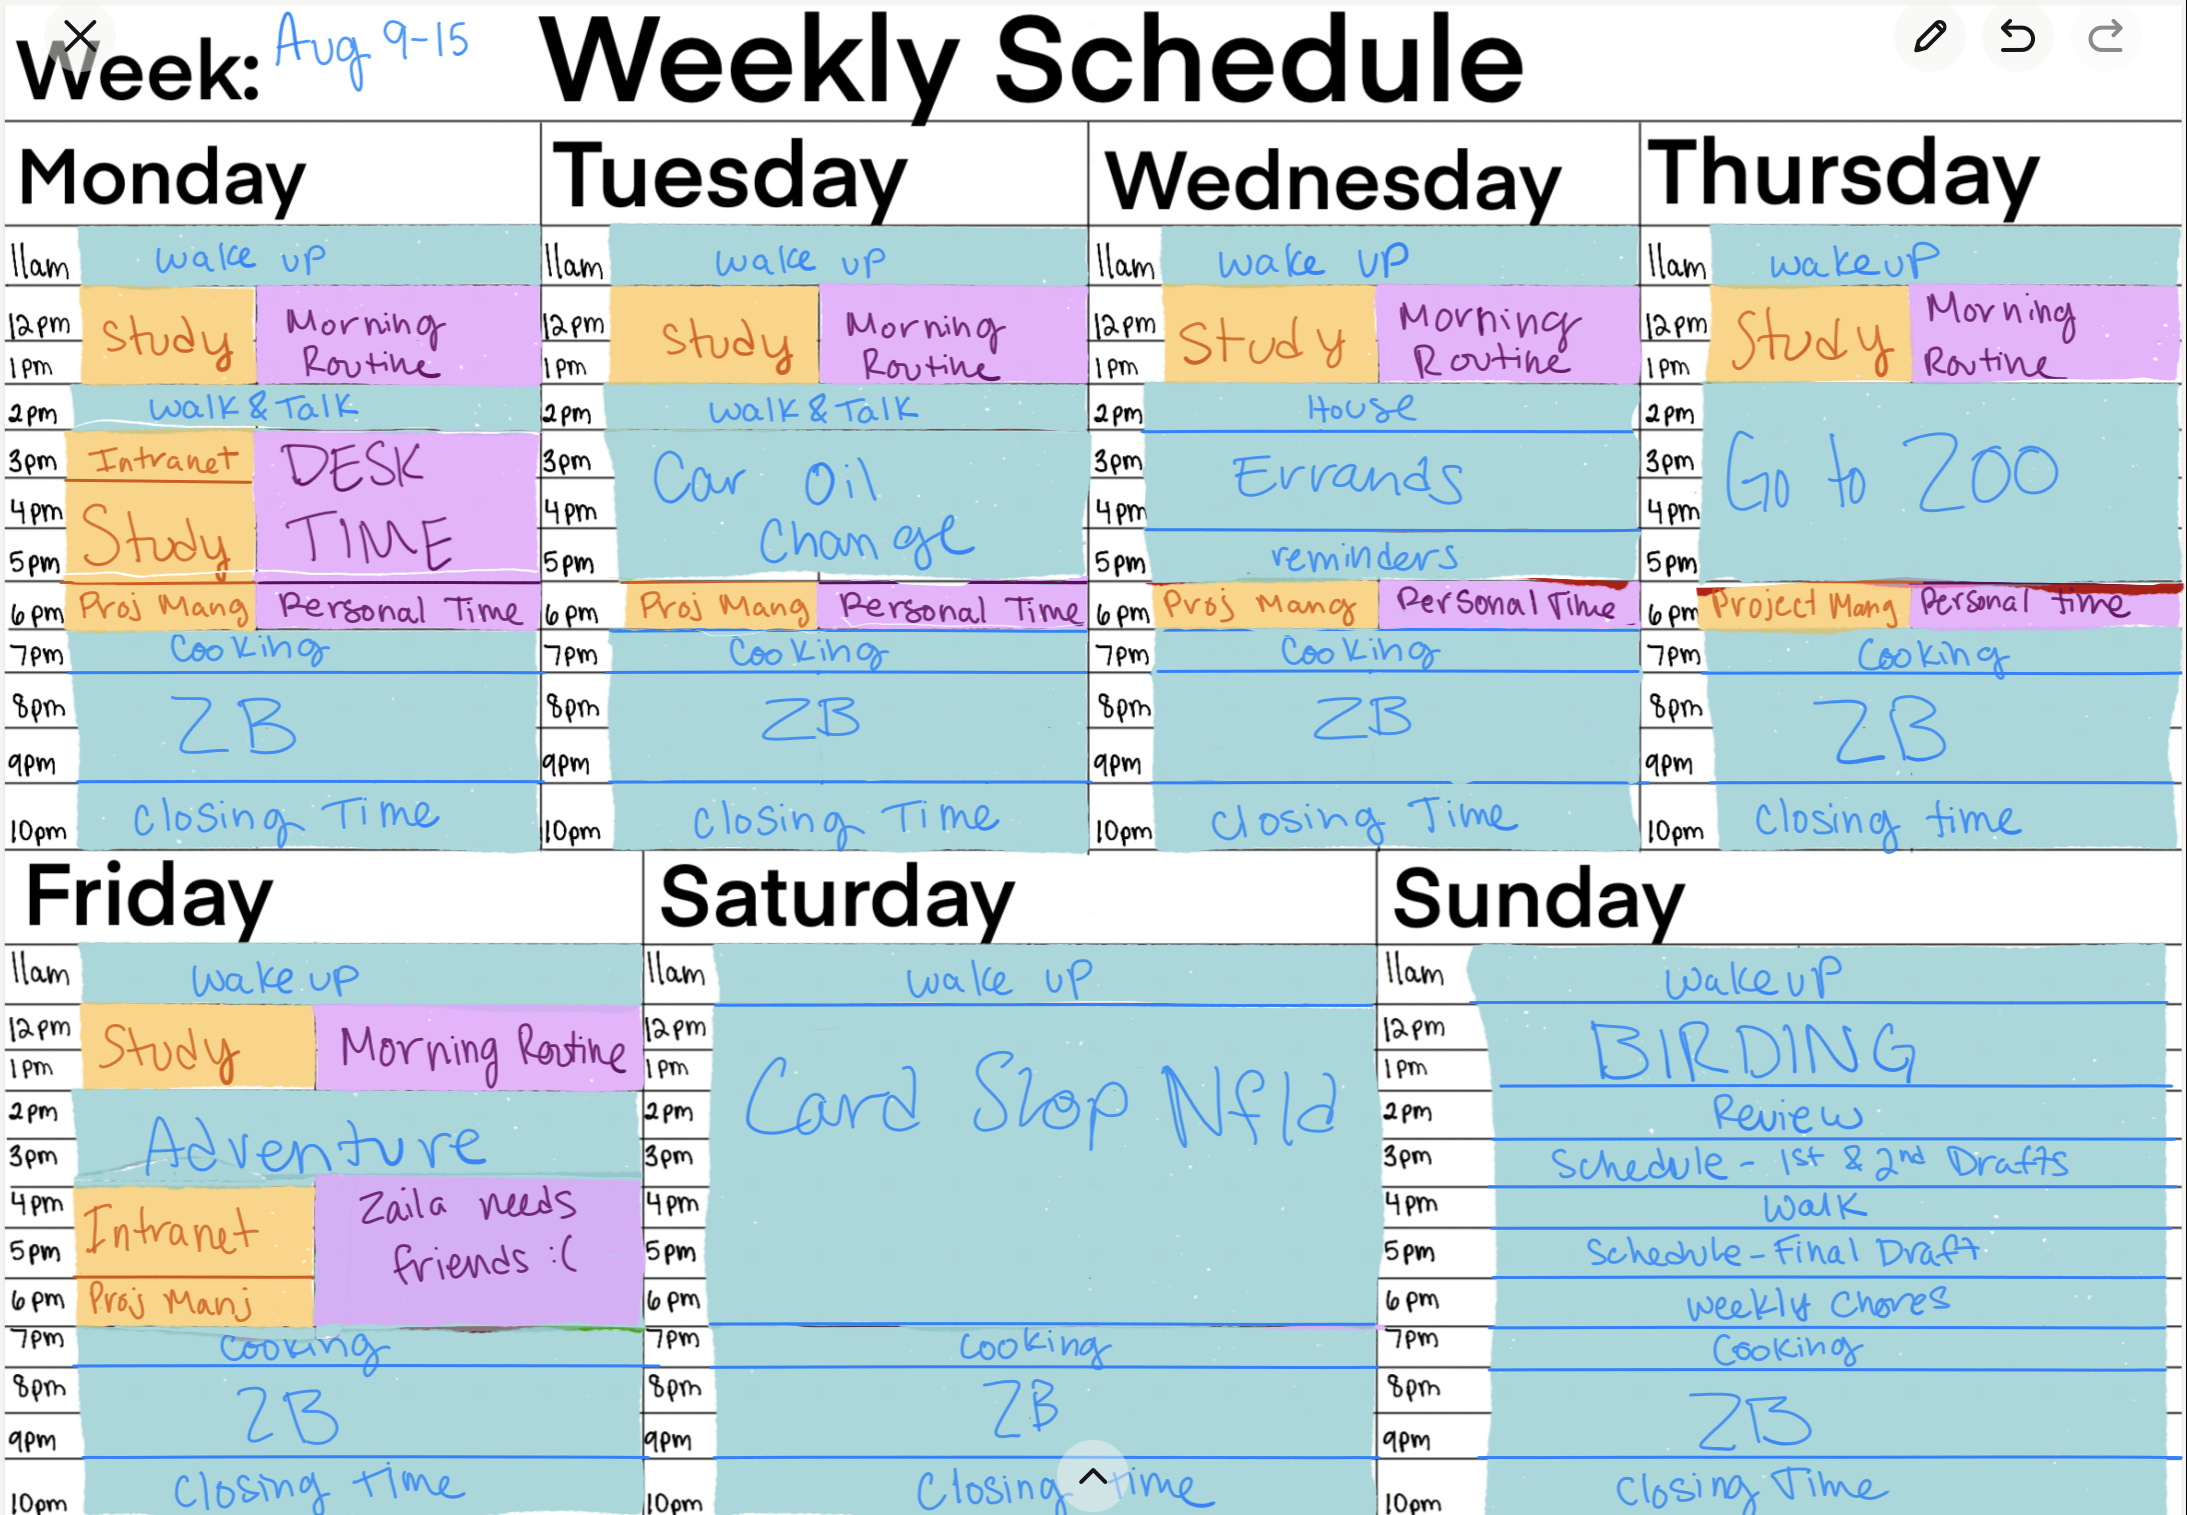 Week: Aug 9-15 Weekly Schedule
Monday
11am wake up
12pm Study Morning
1pm Routine
2pm Walk & Talk
3pm Intranet DESK
4pm Study TIME
5pm
6pm Proj Mang Personal Time
7pm Cooking
8pm ZB
9pm
10pm Closing Time
Tuesday
11am wake up
12pm Study Morning
1pm Routine
2pm Walk & Talk
3pm Car Oil
4pm Change
5pm
6pm Proj Mang Personal Time
7pm Cooking
8pm ZB
9pm
10pm Closing Time
Wednesday
11am wake up
12pm Study Morning
1pm Routine
2pm House
3pm Errands
4pm
5pm reminders
6pm Proj Mang Personal Time
7pm Cooking
8pm ZB
9pm
10pm Closing Time
Thursday
11am wake up
12pm Study Morning
1pm Routine
2pm
3pm Go to ZOO
4pm
5pm
6pm Project Mang Personal time
7pm Cooking
8pm ZB
9pm
10pm Closing time
Friday
11am wake up
12pm Study Morning Routine
1pm
2pm Adventure
3pm
4pm Intranet Zaila needs
5pm friends :(
6pm Proj Manj
7pm Cooking
8pm ZB
9pm
10pm Closing time
Saturday
11am wake up
12pm
1pm Card Shop Nfld
2pm
3pm
4pm
5pm
6pm
7pm Cooking
8pm ZB
9pm
10pm Closing time
Sunday
11am wake up
12pm BIRDING
1pm
2pm Review
3pm Schedule - 1st & 2nd Drafts
4pm Walk
5pm Schedule - Final Draft
6pm Weekly Chores
7pm Cooking
8pm ZB
9pm
10pm Closing Time